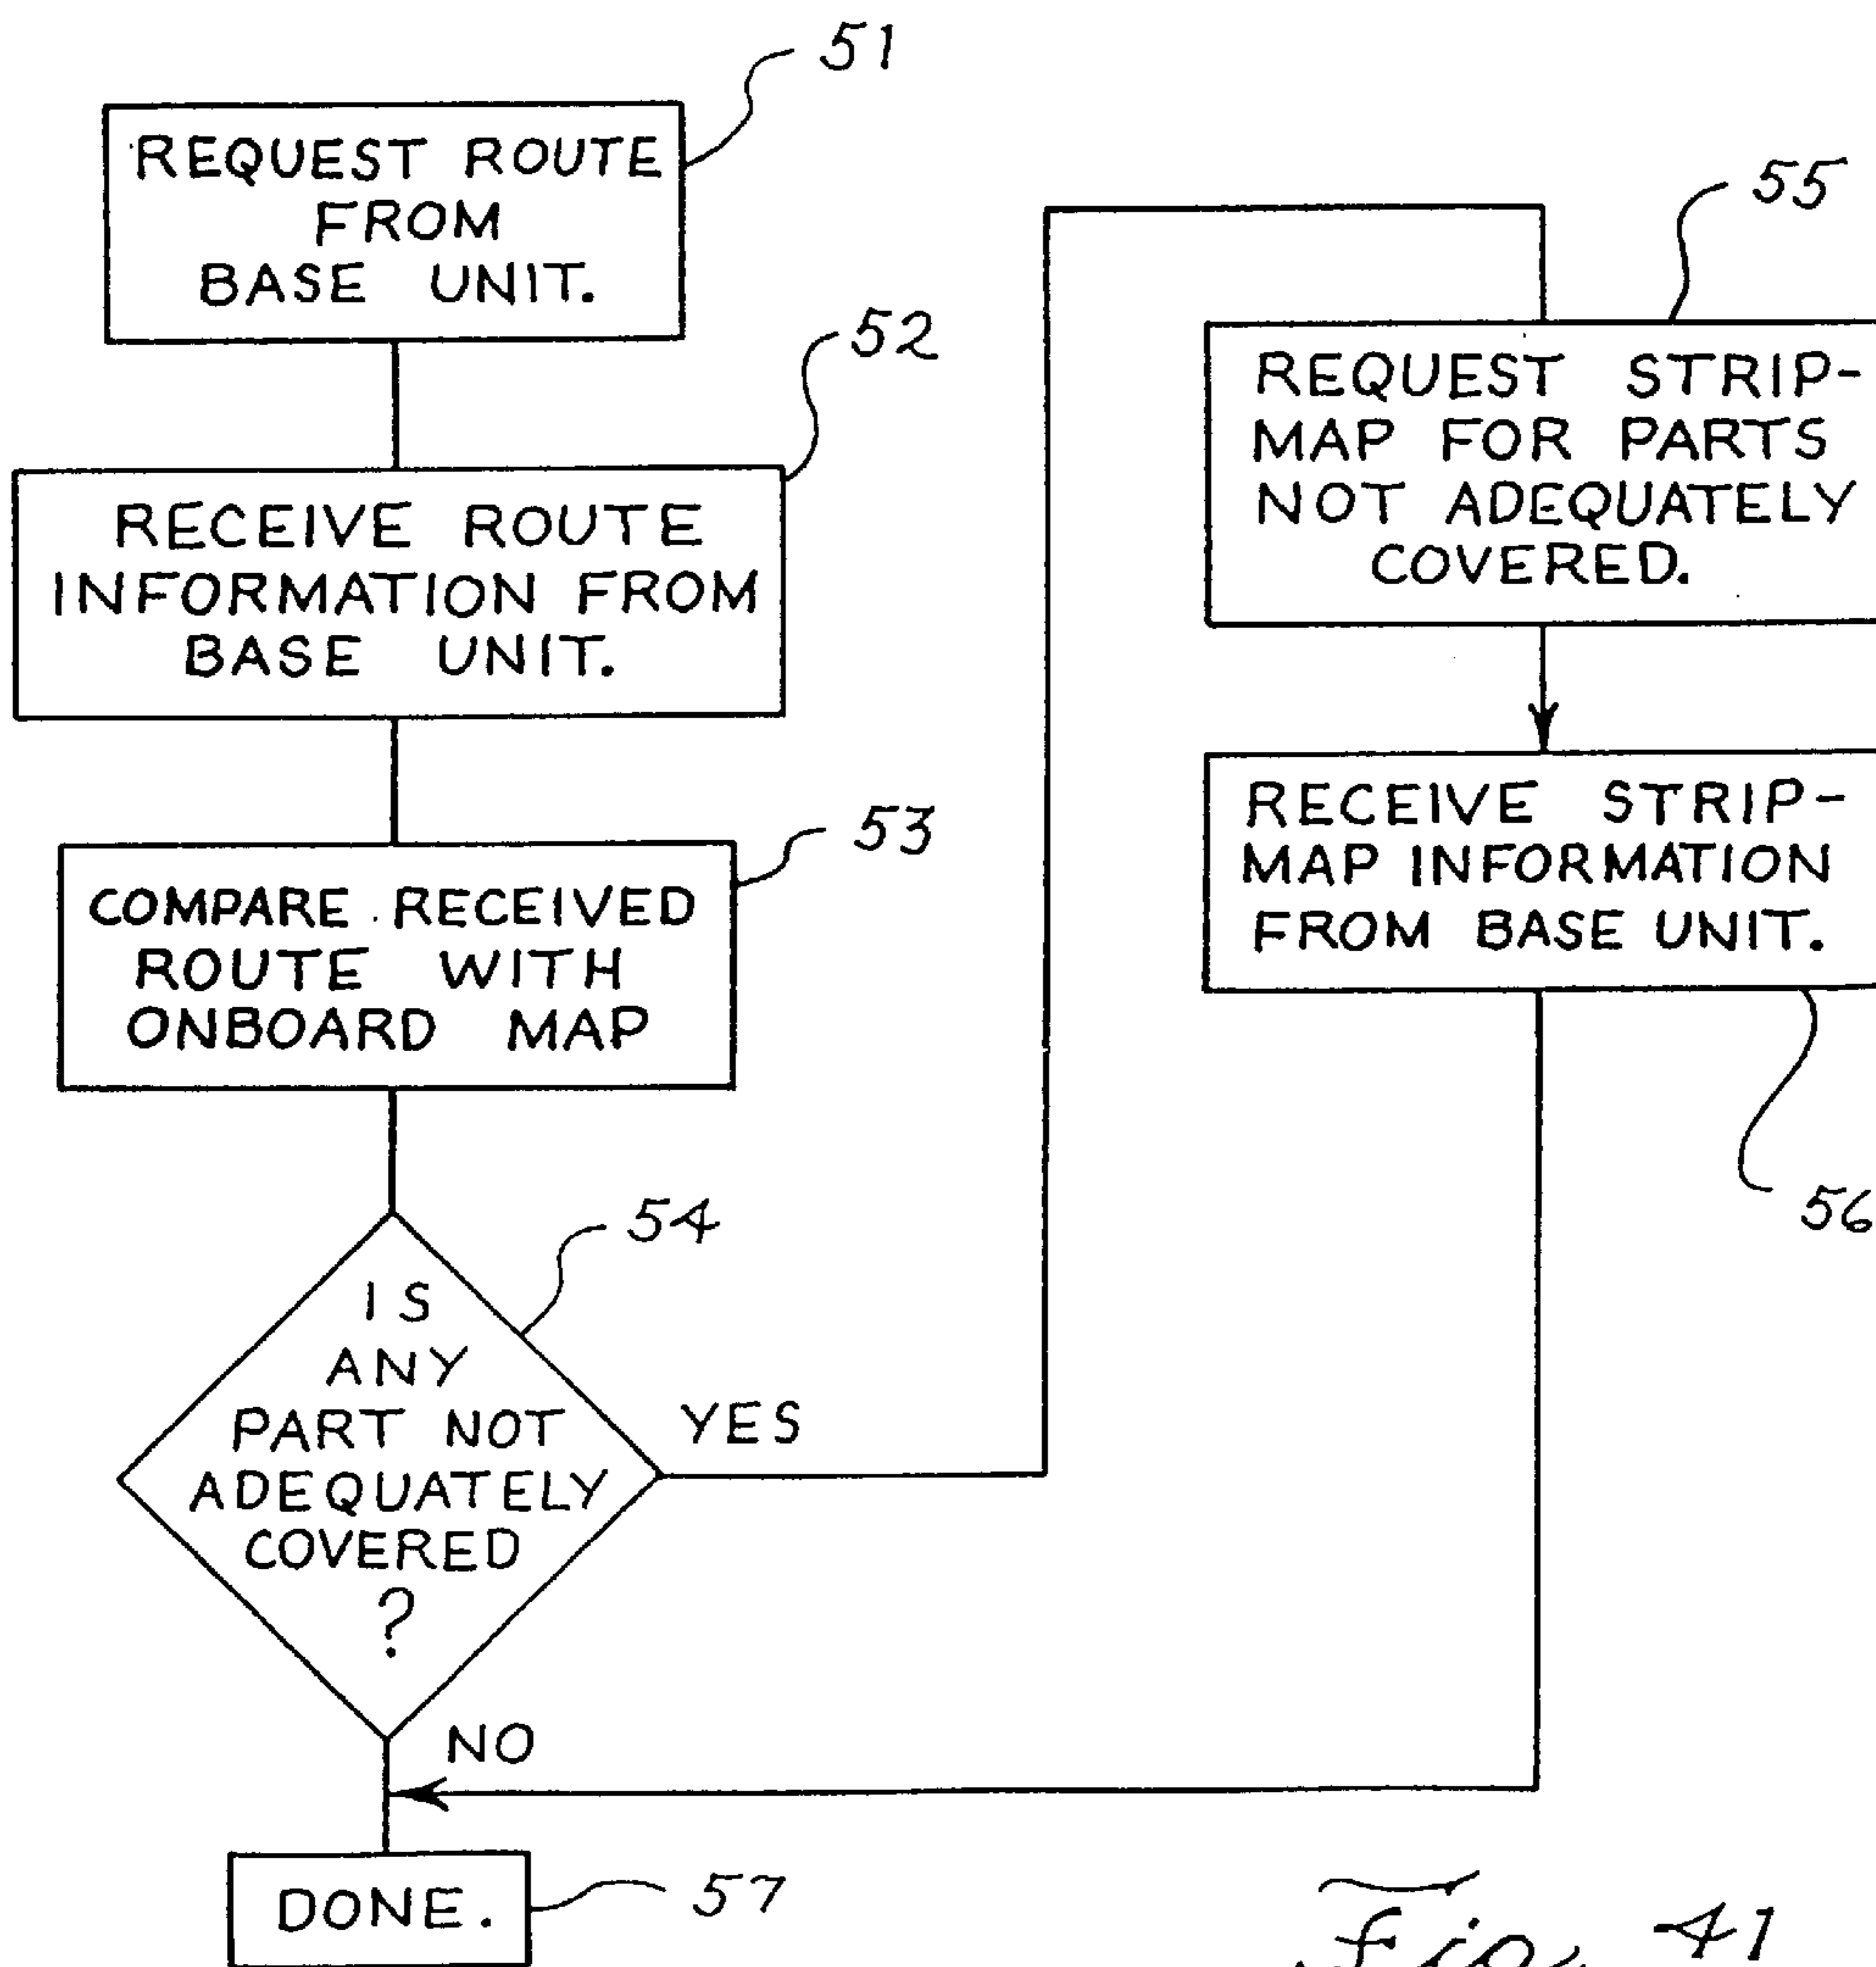 51
REQUEST ROUTE
FROM
BASE UNIT.
52
RECEIVE ROUTE
INFORMATION FROM
BASE UNIT.
53
COMPARE RECEIVED
ROUTE WITH
ONBOARD MAP
54
IS
ANY
PART NOT
ADEQUATELY
COVERED
?
YES
NO
55
REQUEST STRIP-
MAP FOR PARTS
NOT ADEQUATELY
COVERED.
RECEIVE STRIP-
MAP INFORMATION
FROM BASE UNIT.
56
DONE.
57
Fig. 41